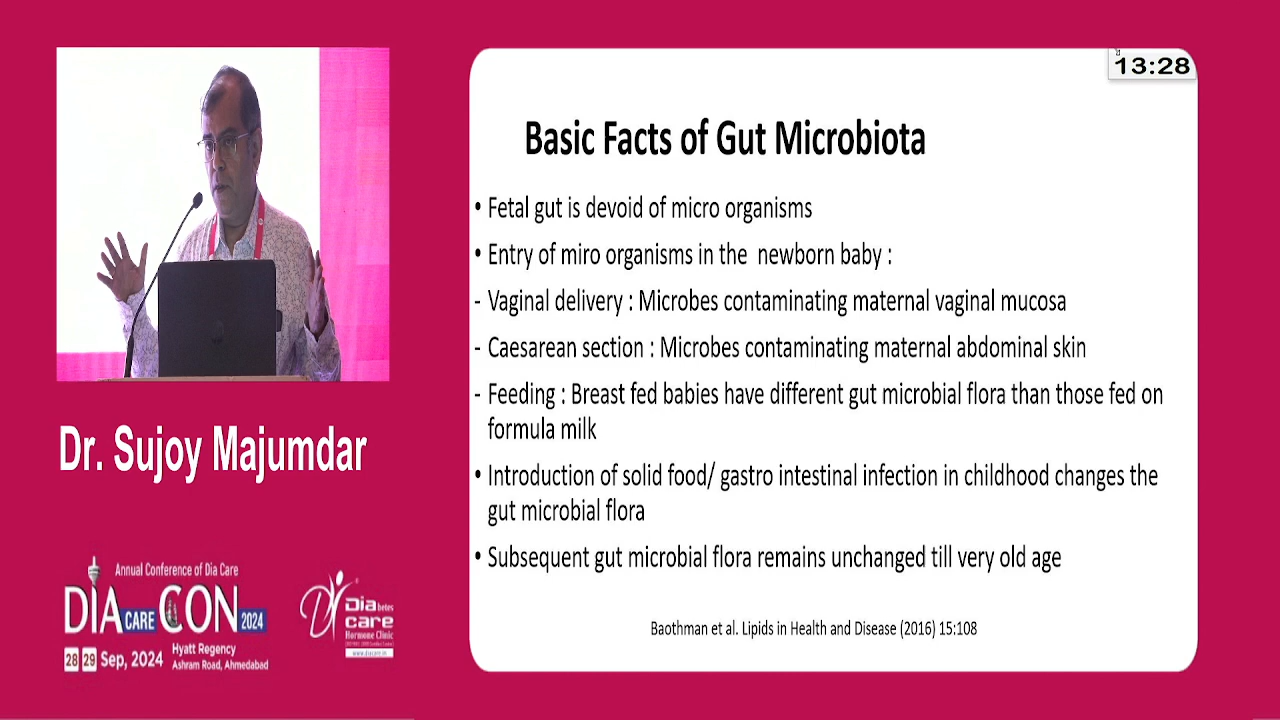 13:28
Basic Facts of Gut Microbiota
• Fetal gut is devoid of micro organisms
• Entry of miro organisms in the newborn baby :
- Vaginal delivery : Microbes contaminating maternal vaginal mucosa
- Caesarean section : Microbes contaminating maternal abdominal skin
- Feeding : Breast fed babies have different gut microbial flora than those fed on
formula milk
• Introduction of solid food/ gastro intestinal infection in childhood changes the
gut microbial flora
• Subsequent gut microbial flora remains unchanged till very old age
Baothman et al. Lipids in Health and Disease (2016) 15:108
Dr. Sujoy Majumdar
Annual Conference of Dia Care
DIA CARE CON 2024
28 29 Sep, 2024
Hyatt Regency
Ashram Road, Ahmedabad
Diabetes
care
Hormone Clinic